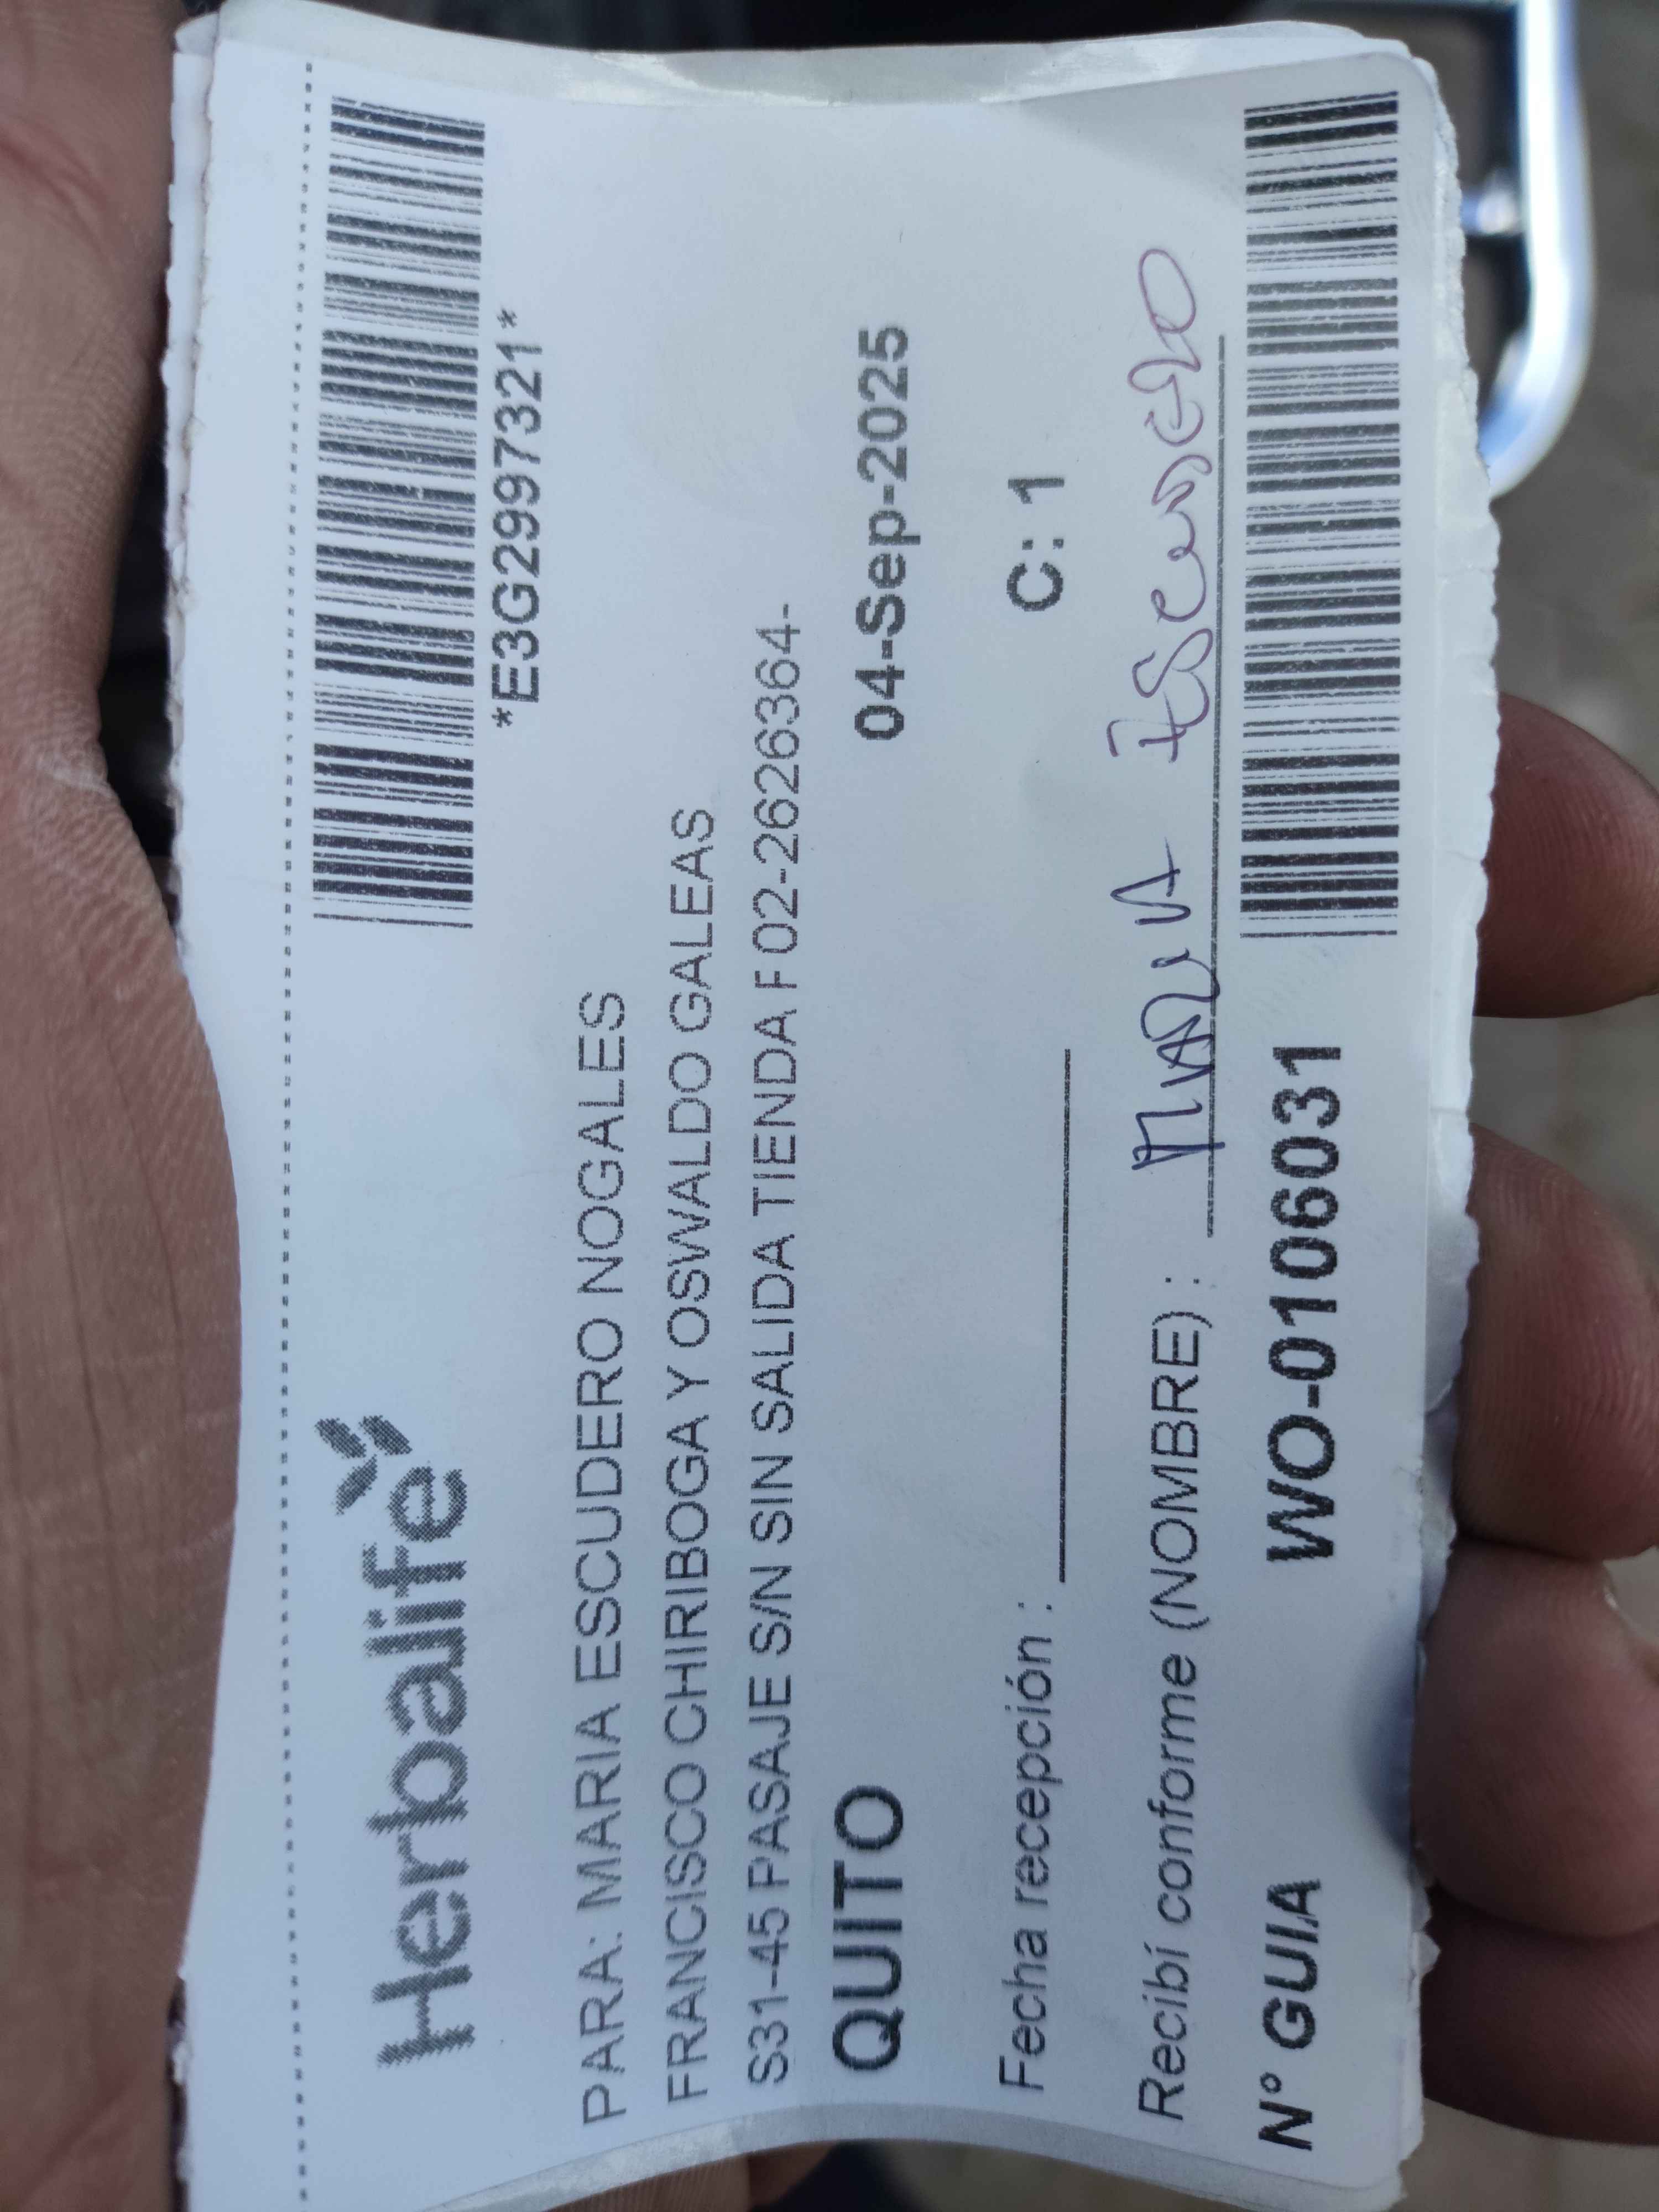 Herbalife
*E3G2997321*
PARA: MARIA ESCUDERO NOGALES
FRANCISCO CHIRIBOGA Y OSWALDO GALEAS
S31-45 PASAJE S/N SIN SALIDA TIENDA F 02-2626364-
QUITO 04-Sep-2025
Fecha recepción : C: 1
Recibí conforme (NOMBRE) : MARIA Escudero
N° GUIA WO-0106031